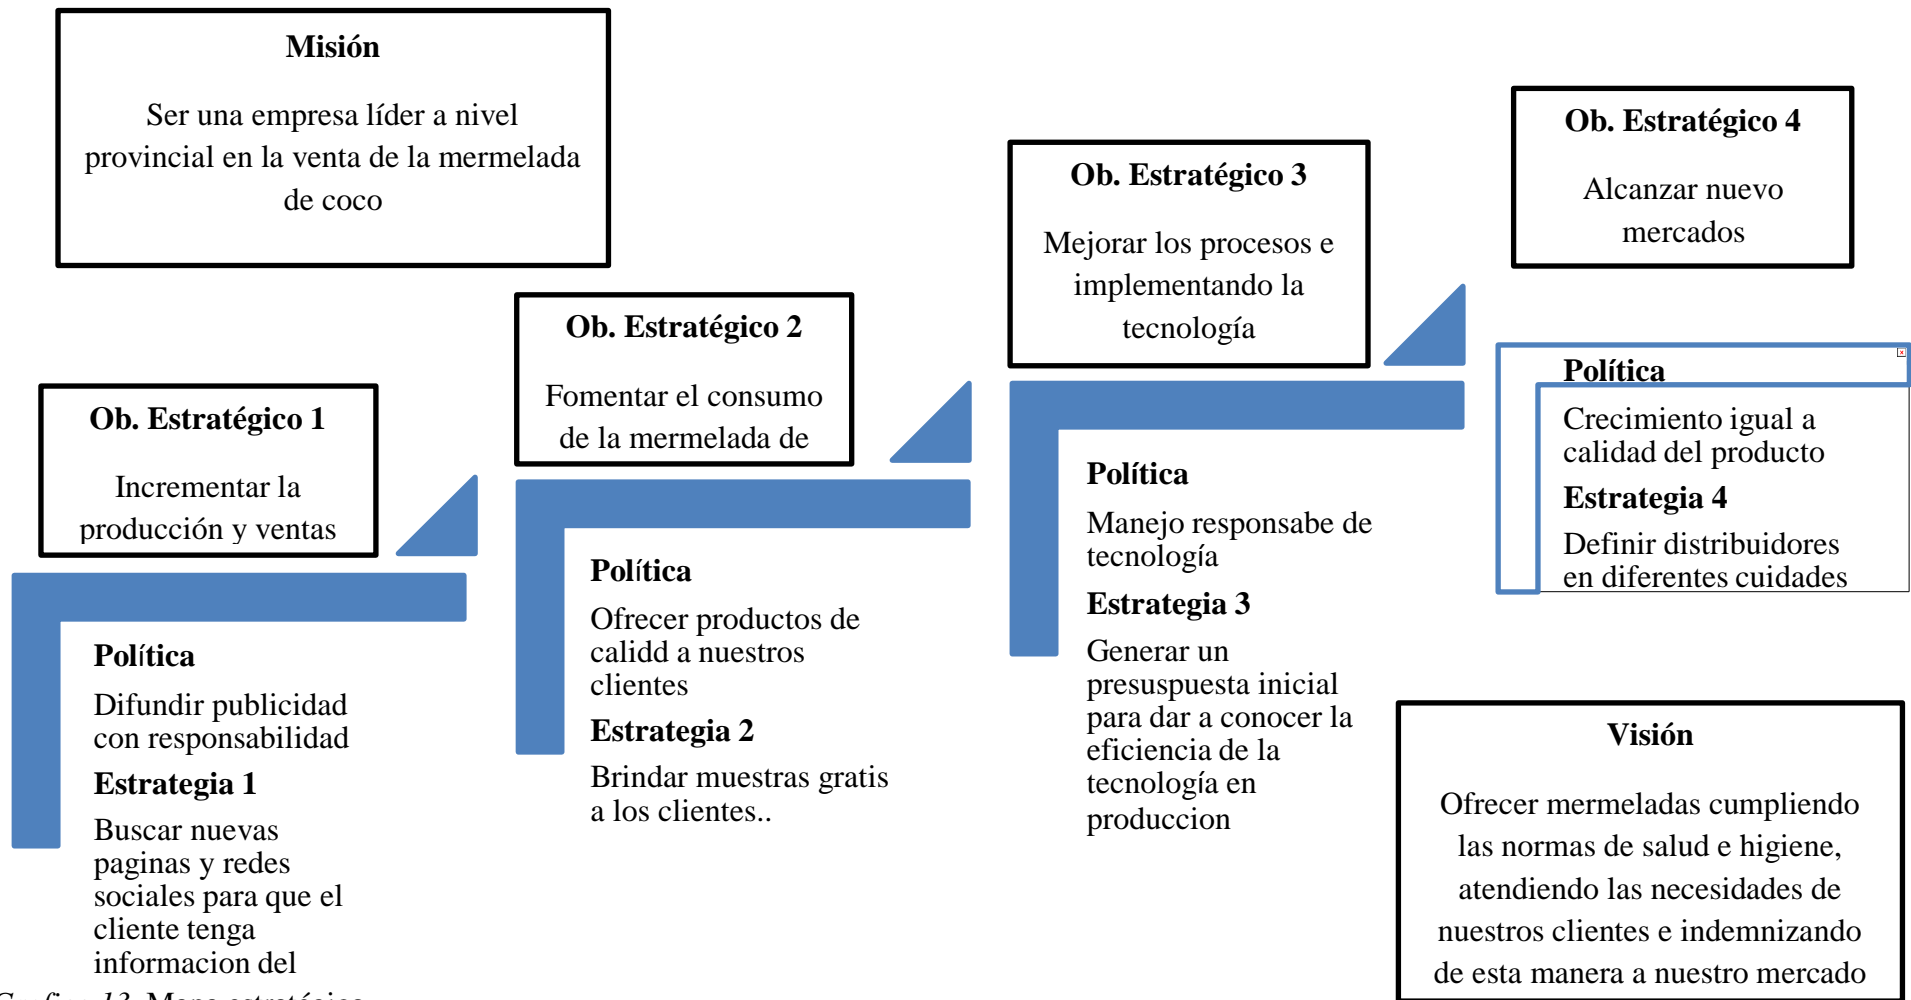 Misión
Ser una empresa líder a nivel
provincial en la venta de la mermelada
de coco
Ob. Estratégico 1
Incrementar la
producción y ventas
Política
Difundir publicidad
con responsabilidad
Estrategia 1
Buscar nuevas
paginas y redes
sociales para que el
cliente tenga
informacion del
Ob. Estratégico 2
Fomentar el consumo
de la mermelada de
Política
Ofrecer productos de
calidd a nuestros
clientes
Estrategia 2
Brindar muestras gratis
a los clientes..
Ob. Estratégico 3
Mejorar los procesos e
implementando la
tecnología
Política
Manejo responsabe de
tecnología
Estrategia 3
Generar un
presuspuesta inicial
para dar a conocer la
eficiencia de la
tecnología en
produccion
Ob. Estratégico 4
Alcanzar nuevo
mercados
Política
Crecimiento igual a
calidad del producto
Estrategia 4
Definir distribuidores
en diferentes cuidades
Visión
Ofrecer mermeladas cumpliendo
las normas de salud e higiene,
atendiendo las necesidades de
nuestros clientes e indemnizando
de esta manera a nuestro mercado
13. Mapa estratégico